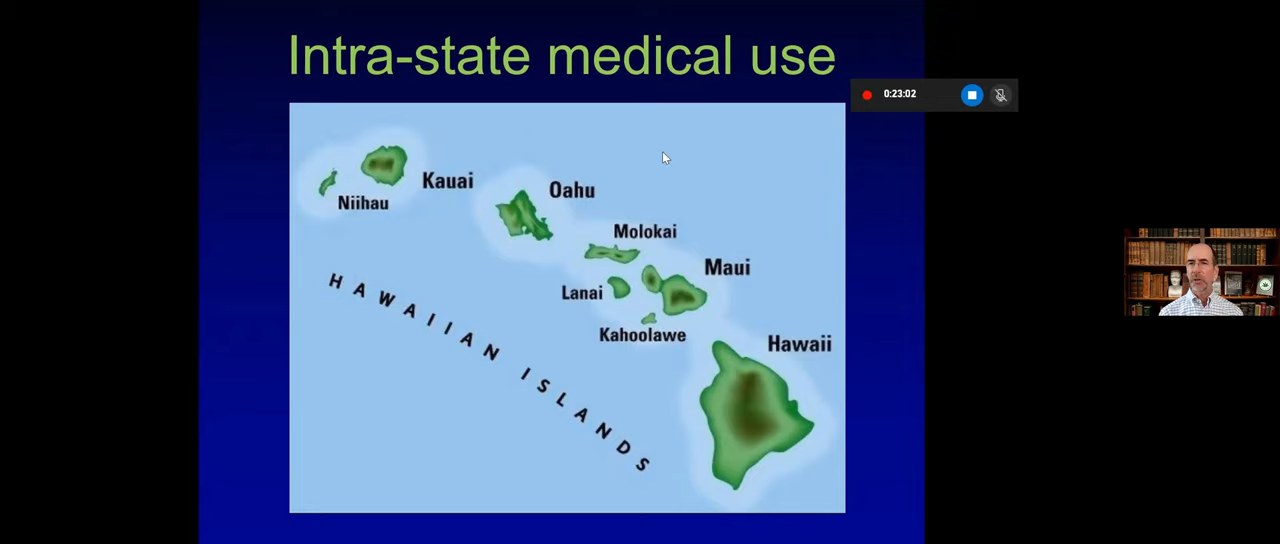 Intra-state medical use
0:23:02
Kauai
Niihau
Oahu
Molokai
Maui
Lanai
Kahoolawe
Hawaii
HAWAIIAN ISLANDS